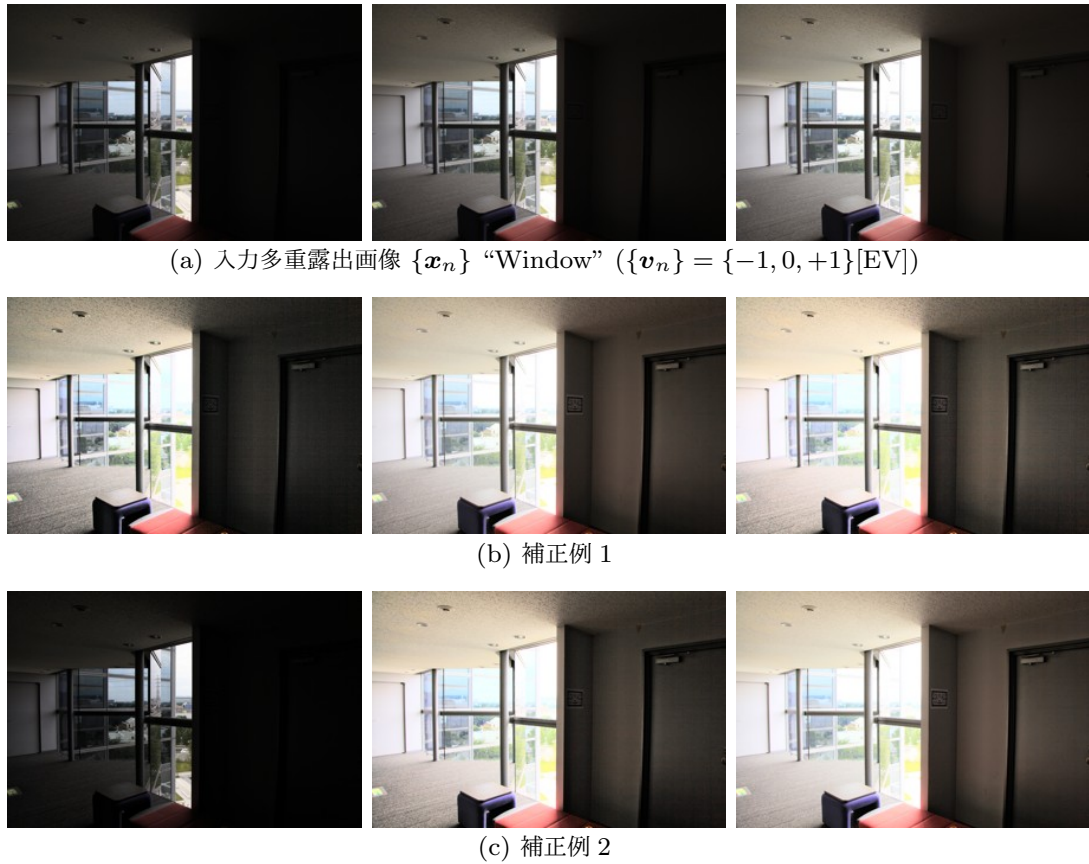 (a) 入力多重露出画像 {𝒙ₙ} “Window” ({𝒗ₙ} = {−1, 0, +1}[EV])
(b) 補正例 1
(c) 補正例 2